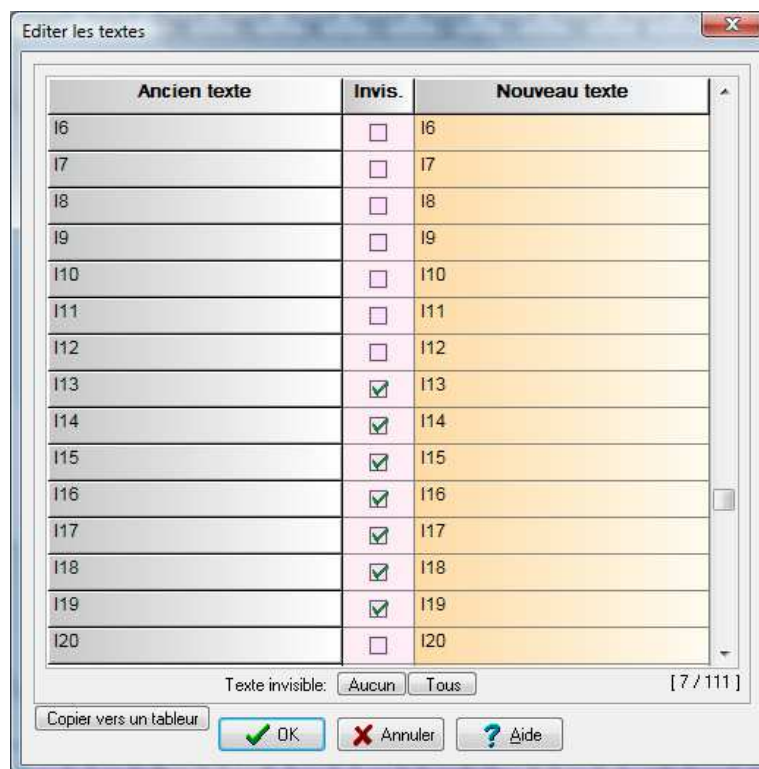 Editer les textes
Ancien texte Invis. Nouveau texte
I6 I6
I7 I7
I8 I8
I9 I9
I10 I10
I11 I11
I12 I12
I13 I13
I14 I14
I15 I15
I16 I16
I17 I17
I18 I18
I19 I19
I20 I20
Texte invisible: Aucun Tous [ 7 / 111 ]
Copier vers un tableur
OK Annuler Aide